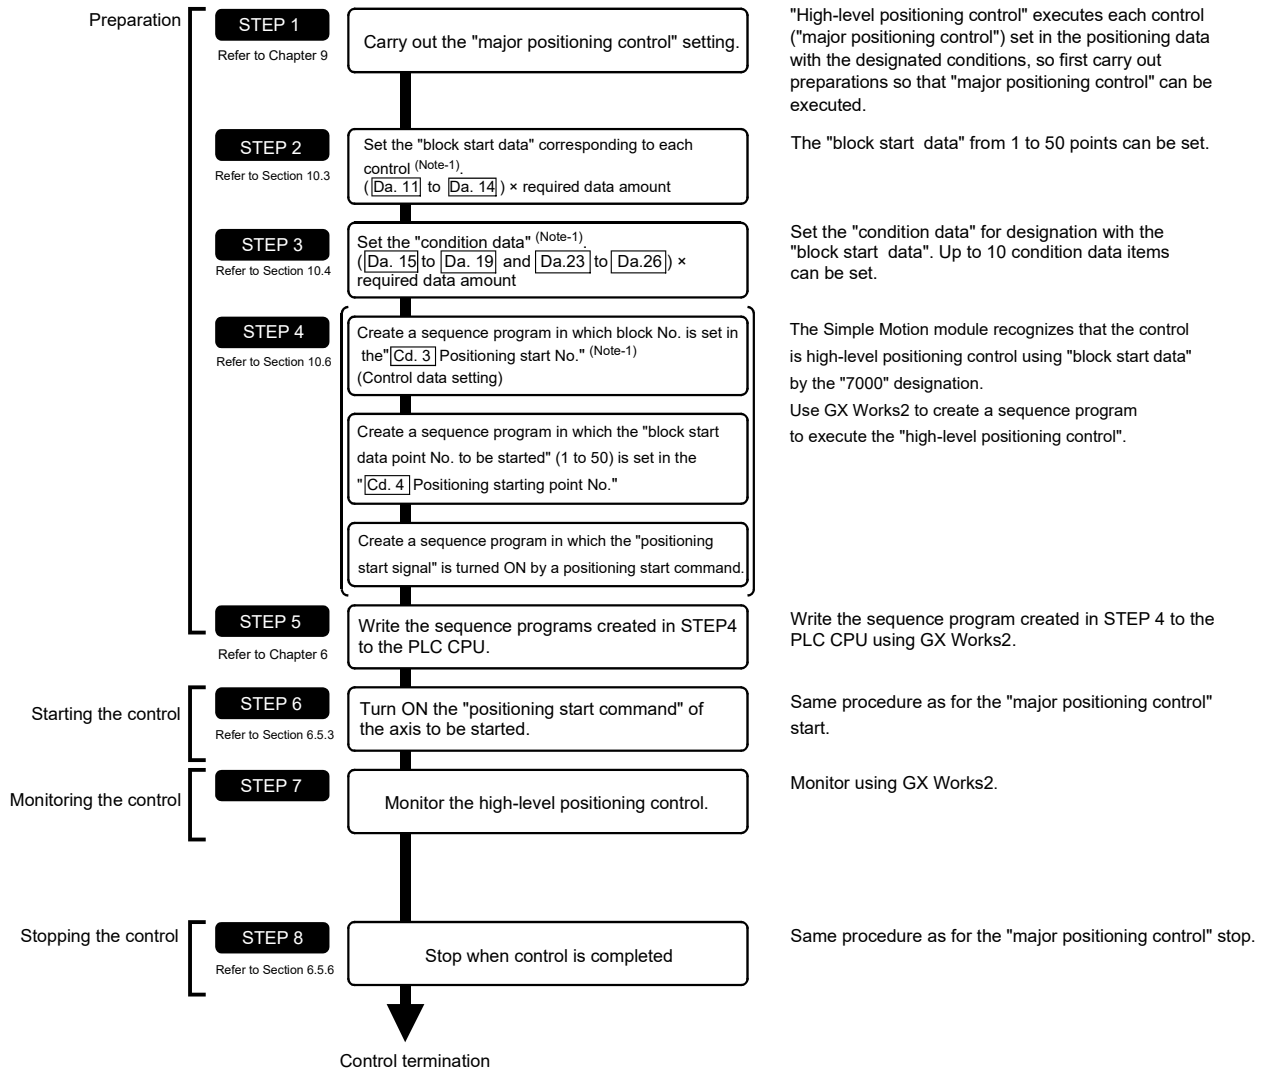 Preparation
STEP 1
Refer to Chapter 9
Carry out the "major positioning control" setting.
"High-level positioning control" executes each control
("major positioning control") set in the positioning data
with the designated conditions, so first carry out
preparations so that "major positioning control" can be
executed.
STEP 2
Refer to Section 10.3
Set the "block start data" corresponding to each
control (Note-1).
( Da. 11 to Da. 14 ) × required data amount
The "block start data" from 1 to 50 points can be set.
STEP 3
Refer to Section 10.4
Set the "condition data" (Note-1).
( Da. 15 to Da. 19 and Da.23 to Da.26 ) ×
required data amount
Set the "condition data" for designation with the
"block start data". Up to 10 condition data items
can be set.
STEP 4
Refer to Section 10.6
Create a sequence program in which block No. is set in
the" Cd. 3 Positioning start No." (Note-1)
(Control data setting)
Create a sequence program in which the "block start
data point No. to be started" (1 to 50) is set in the
" Cd. 4 Positioning starting point No."
Create a sequence program in which the "positioning
start signal" is turned ON by a positioning start command.
The Simple Motion module recognizes that the control
is high-level positioning control using "block start data"
by the "7000" designation.
Use GX Works2 to create a sequence program
to execute the "high-level positioning control".
STEP 5
Refer to Chapter 6
Write the sequence programs created in STEP4
to the PLC CPU.
Write the sequence program created in STEP 4 to the
PLC CPU using GX Works2.
Starting the control
STEP 6
Refer to Section 6.5.3
Turn ON the "positioning start command" of
the axis to be started.
Same procedure as for the "major positioning control"
start.
Monitoring the control
STEP 7
Monitor the high-level positioning control.
Monitor using GX Works2.
Stopping the control
STEP 8
Refer to Section 6.5.6
Stop when control is completed
Same procedure as for the "major positioning control" stop.
Control termination